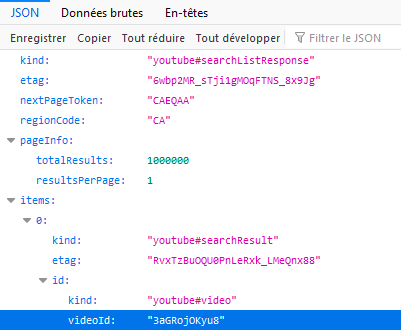 JSON Données brutes En-têtes
Enregistrer Copier Tout réduire Tout développer Filtrer le JSON
kind: "youtube#searchListResponse"
etag: "6wbp2MR_sTji1gMOqFTNS_8x9Jg"
nextPageToken: "CAEQAA"
regionCode: "CA"
pageInfo:
totalResults: 1000000
resultsPerPage: 1
items:
0:
kind: "youtube#searchResult"
etag: "RvxTzBuOQU0PnLeRxk_LMeQnx88"
id:
kind: "youtube#video"
videoId: "3aGRojOKyu8"